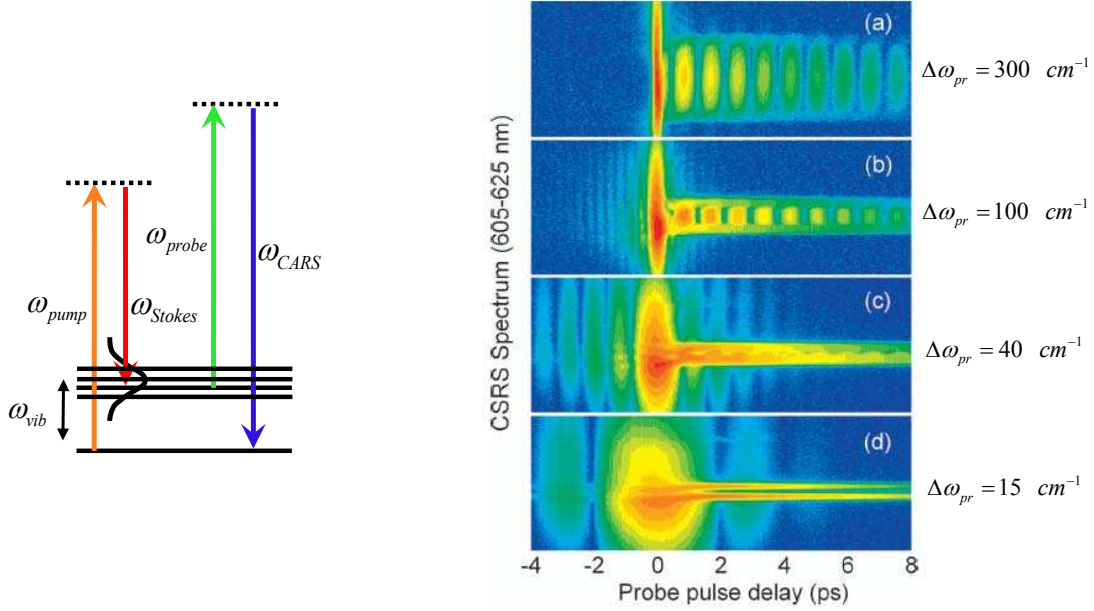 ω_pump
ω_Stokes
ω_probe
ω_CARS
ω_vib
CSRS Spectrum (605-625 nm)
(a)
Δω_pr = 300 cm⁻¹
(b)
Δω_pr = 100 cm⁻¹
(c)
Δω_pr = 40 cm⁻¹
(d)
Δω_pr = 15 cm⁻¹
-4 -2 0 2 4 6 8
Probe pulse delay (ps)